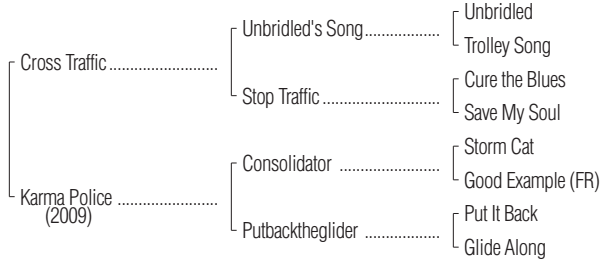 Unbridled
Unbridled's Song
Trolley Song
Cross Traffic
Cure the Blues
Stop Traffic
Save My Soul
Storm Cat
Consolidator
Good Example (FR)
Karma Police
(2009)
Put It Back
Putbacktheglider
Glide Along